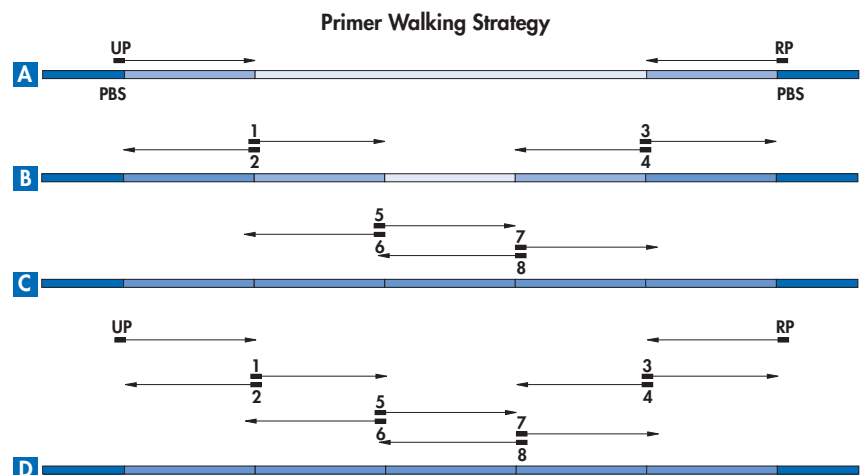 Primer Walking Strategy
UP RP
A
PBS PBS
1 3
2 4
B
5
6 7
8
C
UP RP
1 3
2 4
5
6 7
8
D